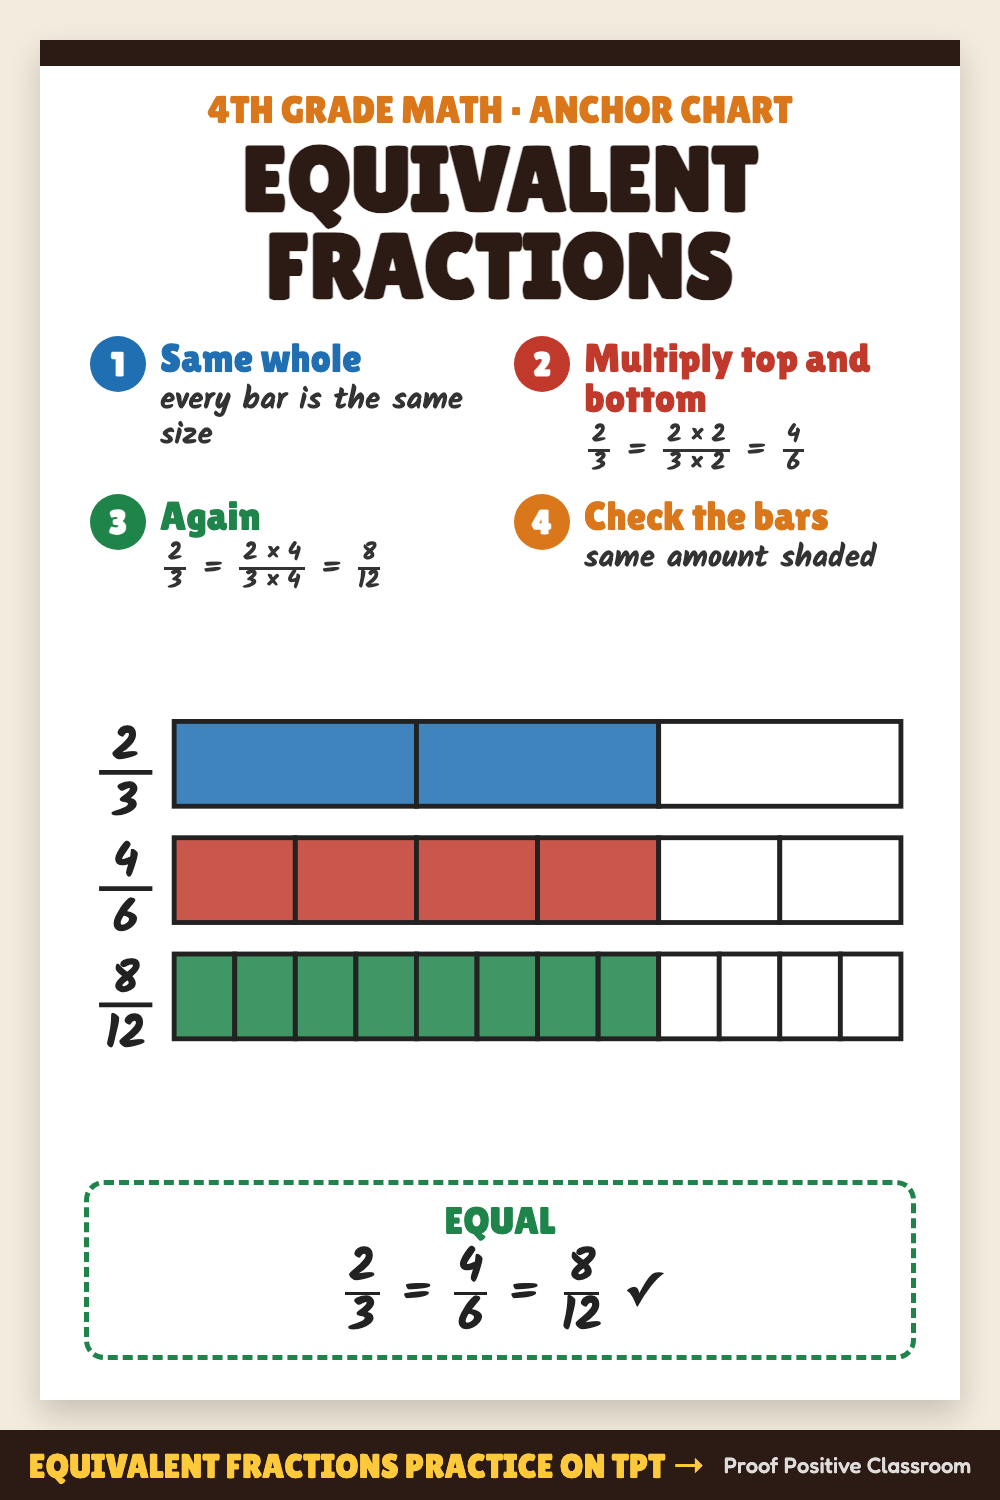 4TH GRADE MATH - ANCHOR CHART
EQUIVALENT
FRACTIONS
1 Same whole
every bar is the same
size
2 Multiply top and
bottom
2/3 = 2 × 2/3 × 2 = 4/6
3 Again
2/3 = 2 × 4/3 × 4 = 8/12
4 Check the bars
same amount shaded
2/3
4/6
8/12
EQUAL
2/3 = 4/6 = 8/12 ✓
EQUIVALENT FRACTIONS PRACTICE ON TPT → Proof Positive Classroom